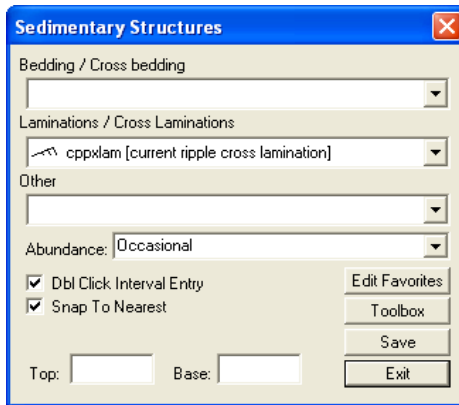 Sedimentary Structures
Bedding / Cross bedding
Laminations / Cross Laminations
cppxlam [current ripple cross lamination]
Other
Abundance: Occasional
Dbl Click Interval Entry
Edit Favorites
Snap To Nearest
Toolbox
Save
Top:
Base:
Exit